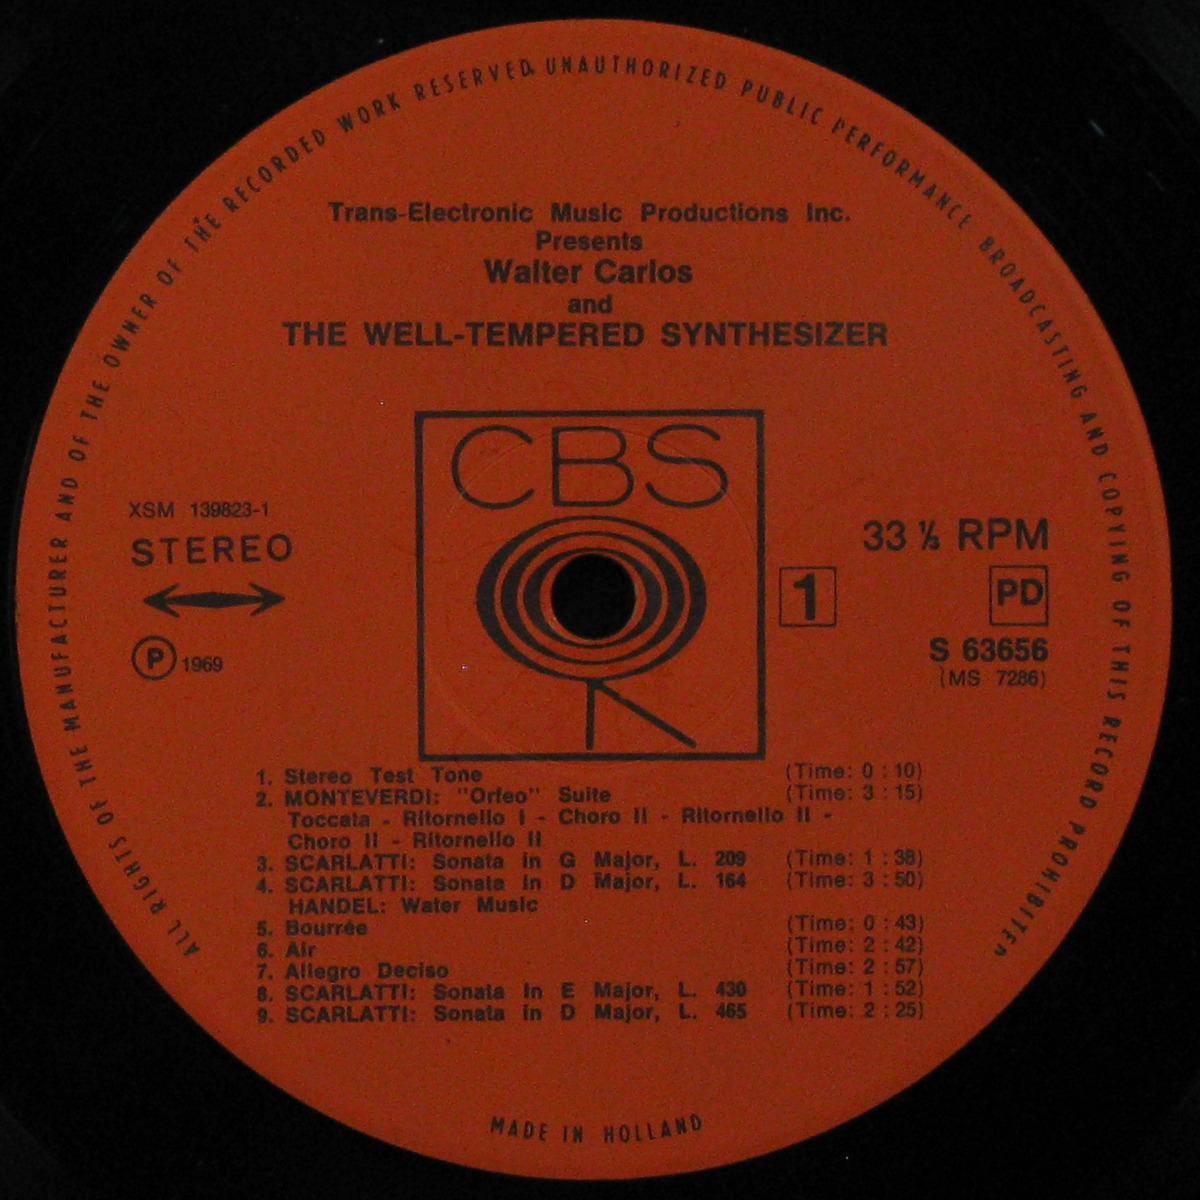 ALL RIGHTS OF THE MANUFACTURER AND OF THE OWNER OF THE RECORDED WORK RESERVED. UNAUTHORIZED PUBLIC PERFORMANCE BROADCASTING AND COPYING OF THIS RECORD PROHIBITED
Trans-Electronic Music Productions Inc.
Presents
Walter Carlos
and
THE WELL-TEMPERED SYNTHESIZER
CBS
XSM 139823-1
STEREO
℗ 1969
33 ⅓ RPM
1
PD
S 63656
(MS 7286)
1. Stereo Test Tone (Time: 0 : 10)
2. MONTEVERDI: "Orfeo" Suite (Time: 3 : 15)
Toccata - Ritornello I - Choro II - Ritornello II -
Choro II - Ritornello II
3. SCARLATTI: Sonata in G Major, L. 209 (Time: 1 : 38)
4. SCARLATTI: Sonata in D Major, L. 164 (Time: 3 : 50)
HANDEL: Water Music
5. Bourrée (Time: 0 : 43)
6. Air (Time: 2 : 42)
7. Allegro Deciso (Time: 2 : 57)
8. SCARLATTI: Sonata in E Major, L. 430 (Time: 1 : 52)
9. SCARLATTI: Sonata in D Major, L. 465 (Time: 2 : 25)
MADE IN HOLLAND